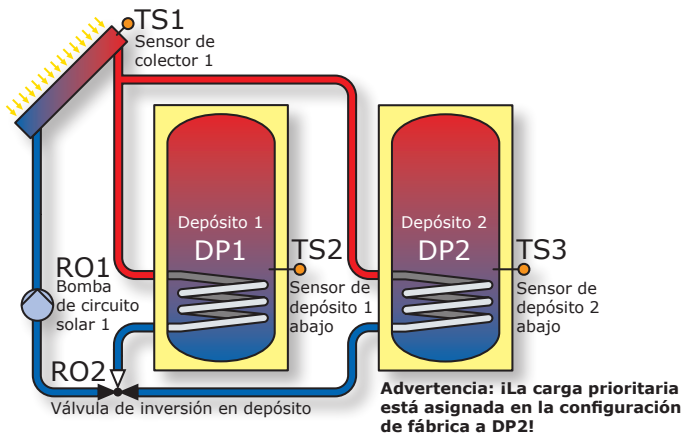 TS1
Sensor de
colector 1
Depósito 1
DP1
TS2
Sensor de
depósito 1
abajo
Depósito 2
DP2
TS3
Sensor de
depósito 2
abajo
RO1
Bomba
de circuito
solar 1
RO2
Válvula de inversión en depósito
Advertencia: ¡La carga prioritaria
está asignada en la configuración
de fábrica a DP2!